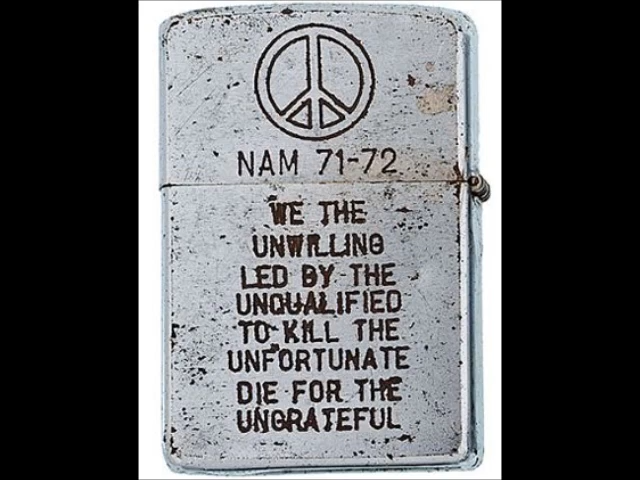 NAM 71-72
WE THE
UNWILLING
LED BY THE
UNQUALIFIED
TO KILL THE
UNFORTUNATE
DIE FOR THE
UNGRATEFUL